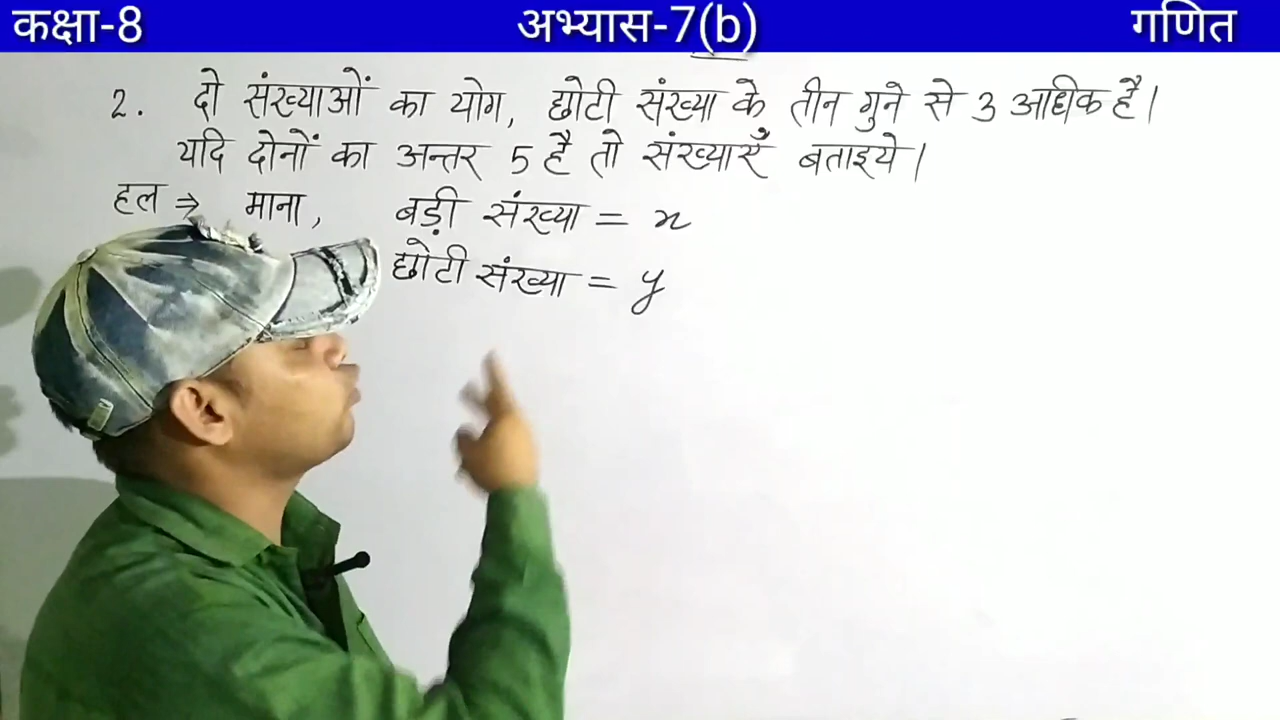 कक्षा-8 अभ्यास-7(b) गणित
2. दो संख्याओं का योग, छोटी संख्या के तीन गुने से 3 अधिक है।
यदि दोनों का अन्तर 5 है तो संख्याएँ बताइये।
हल ⇒ माना, बड़ी संख्या = x
छोटी संख्या = y